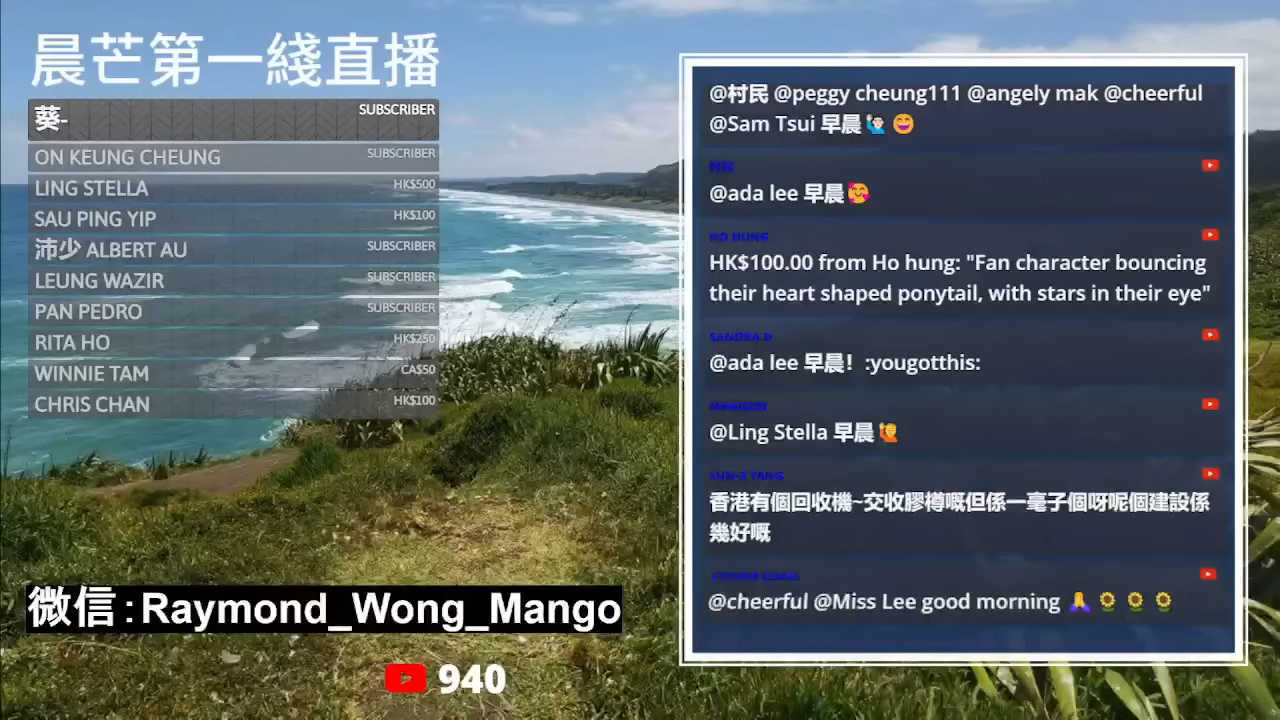 晨芒第一綫直播
葵- SUBSCRIBER
ON KEUNG CHEUNG SUBSCRIBER
LING STELLA HK$500
SAU PING YIP HK$100
沛少 ALBERT AU SUBSCRIBER
LEUNG WAZIR SUBSCRIBER
PAN PEDRO SUBSCRIBER
RITA HO HK$250
WINNIE TAM CA$50
CHRIS CHAN HK$100
微信:Raymond_Wong_Mango
940
@村民 @peggy cheung111 @angely mak @cheerful
@Sam Tsui 早晨🙋🏻‍♂️ 😄
村民
@ada lee 早晨🥰
HO HUNG
HK$100.00 from Ho hung: "Fan character bouncing
their heart shaped ponytail, with stars in their eye"
SANDRA D
@ada lee 早晨！:yougotthis:
@Ling Stella 早晨🙋
香港有個回收機~交收膠樽嘅但係一毫子個呀呢個建設係
幾好嘅
@cheerful @Miss Lee good morning 🙏 🌻 🌻 🌻